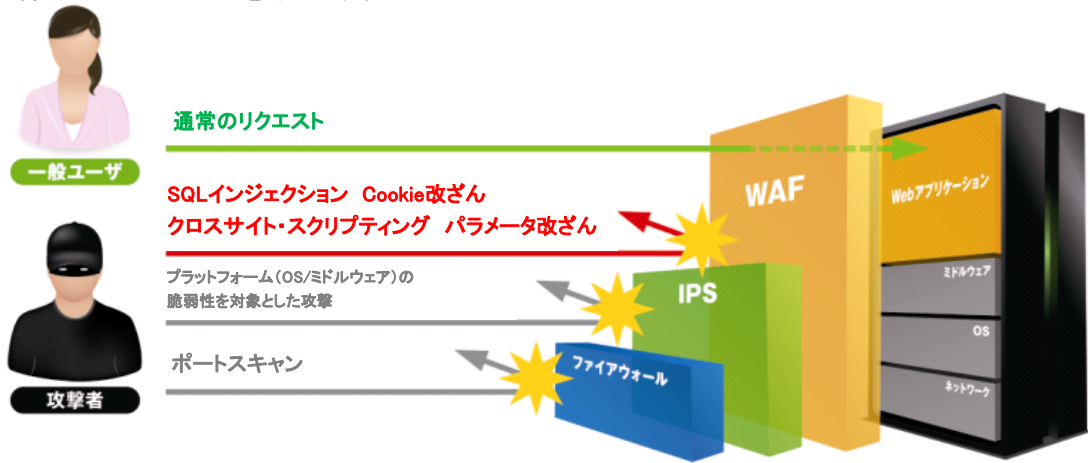 通常のリクエスト
一般ユーザ
SQLインジェクション Cookie改ざん
クロスサイト・スクリプティング パラメータ改ざん
プラットフォーム(OS/ミドルウェア)の
脆弱性を対象とした攻撃
ポートスキャン
攻撃者
ファイアウォール
IPS
WAF
Webアプリケーション
ミドルウェア
OS
ネットワーク